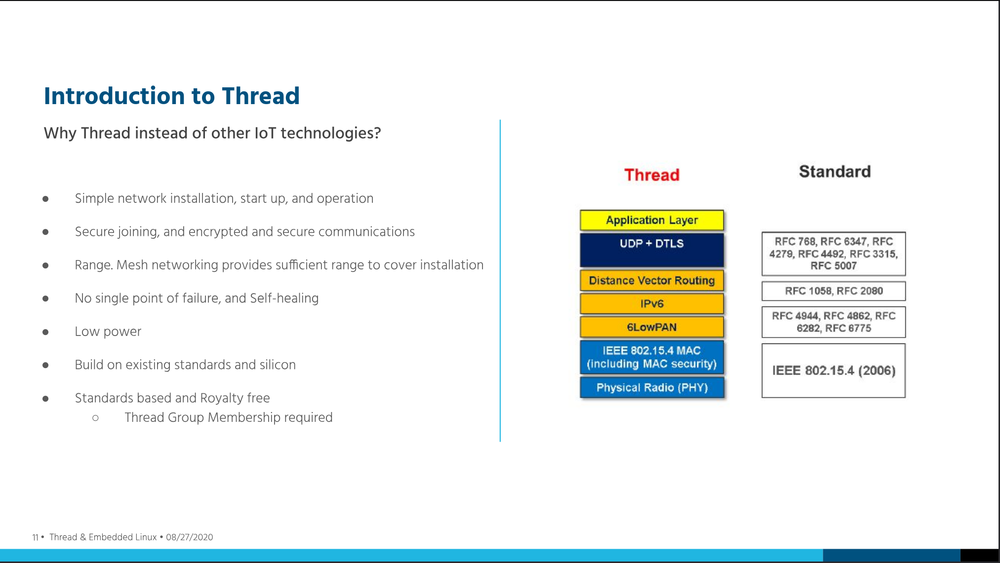 Introduction to Thread
Why Thread instead of other IoT technologies?
● Simple network installation, start up, and operation
● Secure joining, and encrypted and secure communications
● Range. Mesh networking provides sufficient range to cover installation
● No single point of failure, and Self-healing
● Low power
● Build on existing standards and silicon
● Standards based and Royalty free
○ Thread Group Membership required
Thread
Application Layer
UDP + DTLS
Distance Vector Routing
IPv6
6LowPAN
IEEE 802.15.4 MAC
(including MAC security)
Physical Radio (PHY)
Standard
RFC 768, RFC 6347, RFC
4279, RFC 4492, RFC 3315,
RFC 5007
RFC 1058, RFC 2080
RFC 4944, RFC 4862, RFC
6282, RFC 6775
IEEE 802.15.4 (2006)
11 • Thread & Embedded Linux • 08/27/2020